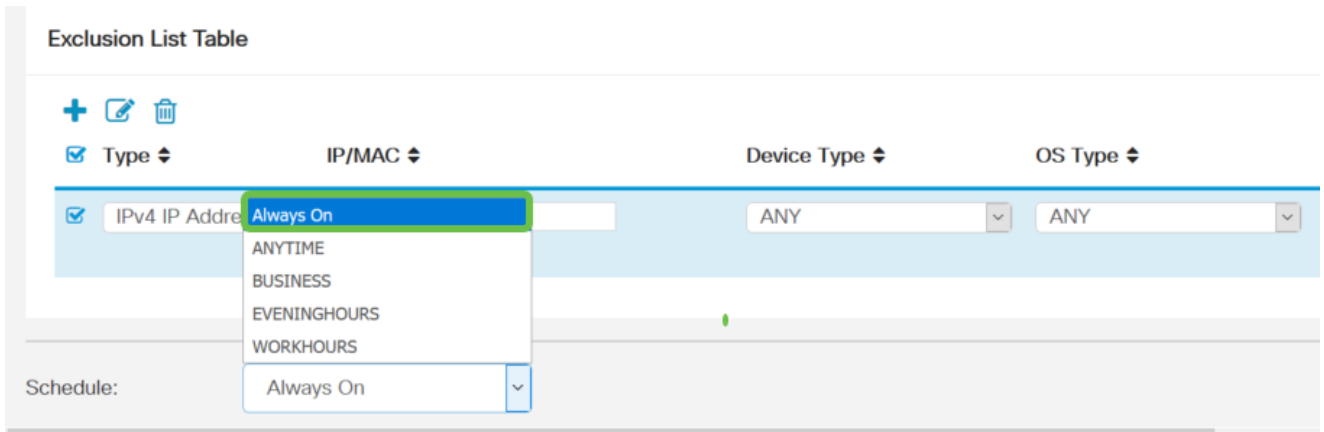 Exclusion List Table
Type IP/MAC Device Type OS Type
IPv4 IP Addre Always On ANY ANY
ANYTIME
BUSINESS
EVENINGHOURS
WORKHOURS
Schedule: Always On